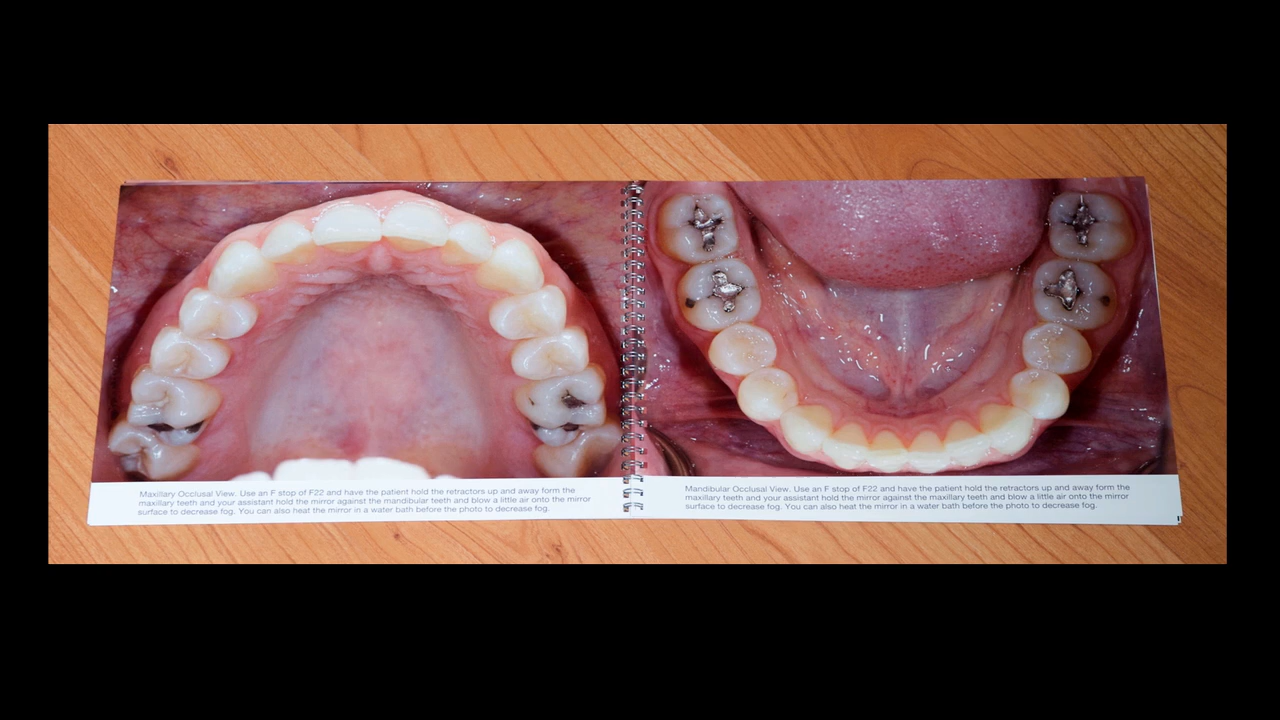 Maxillary Occlusal View. Use an F stop of F22 and have the patient hold the retractors up and away form the
maxillary teeth and your assistant hold the mirror against the mandibular teeth and blow a little air onto the mirror
surface to decrease fog. You can also heat the mirror in a water bath before the photo to decrease fog.
Mandibular Occlusal View. Use an F stop of F22 and have the patient hold the retractors up and away form the
maxillary teeth and your assistant hold the mirror against the maxillary teeth and blow a little air onto the mirror
surface to decrease fog. You can also heat the mirror in a water bath before the photo to decrease fog.